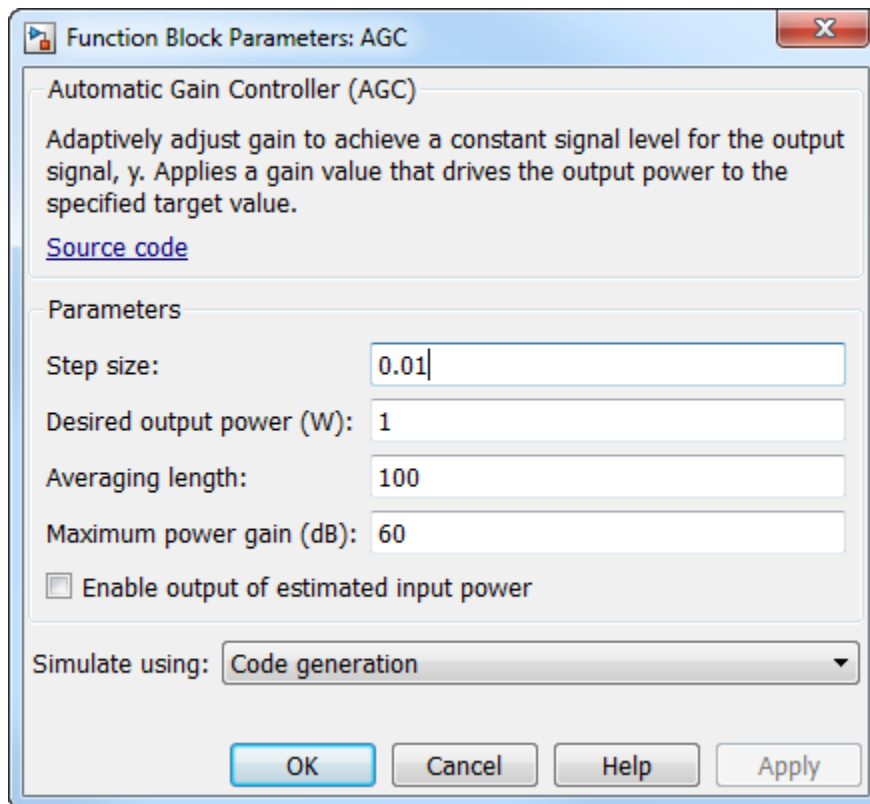 Function Block Parameters: AGC
Automatic Gain Controller (AGC)
Adaptively adjust gain to achieve a constant signal level for the output
signal, y. Applies a gain value that drives the output power to the
specified target value.
Source code
Parameters
Step size: 0.01
Desired output power (W): 1
Averaging length: 100
Maximum power gain (dB): 60
Enable output of estimated input power
Simulate using: Code generation
OK Cancel Help Apply